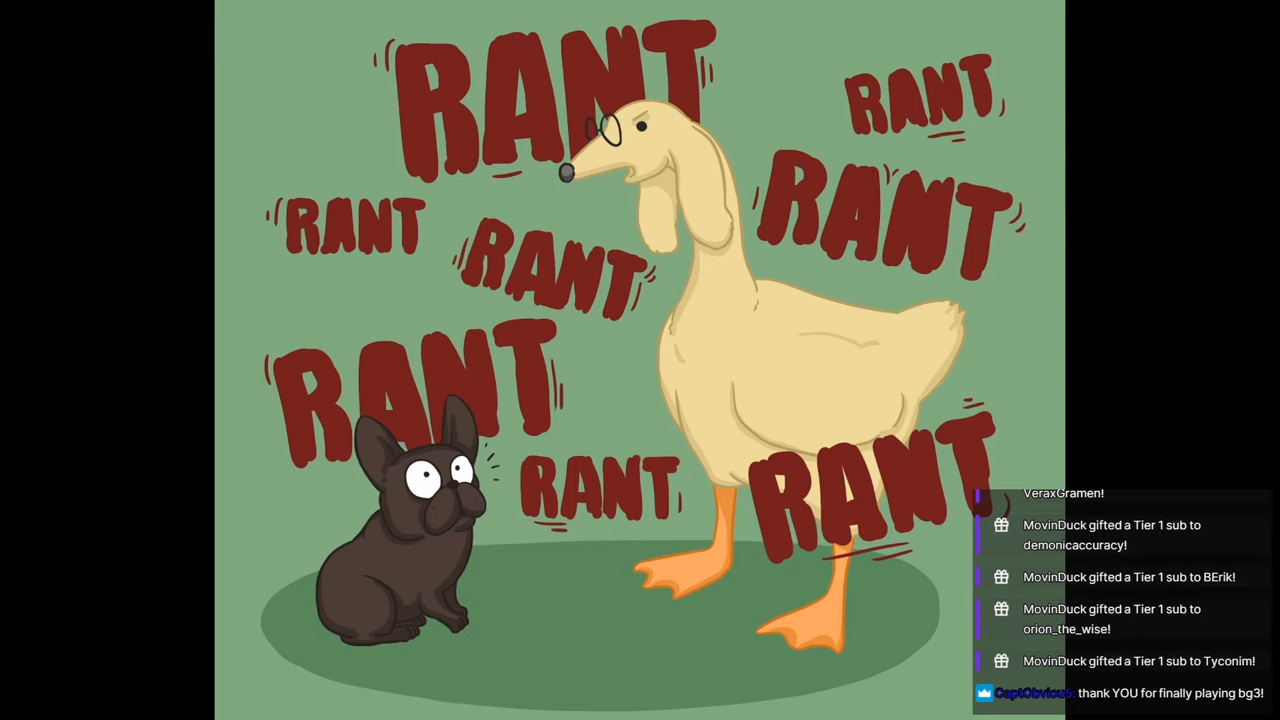 RANT
RANT
RANT
RANT
RANT
RANT
RANT
RANT
VeraxGramen!
MovinDuck gifted a Tier 1 sub to
demonicaccuracy!
MovinDuck gifted a Tier 1 sub to BErik!
MovinDuck gifted a Tier 1 sub to
orion_the_wise!
MovinDuck gifted a Tier 1 sub to Tyconim!
CaptObvious: thank YOU for finally playing bg3!